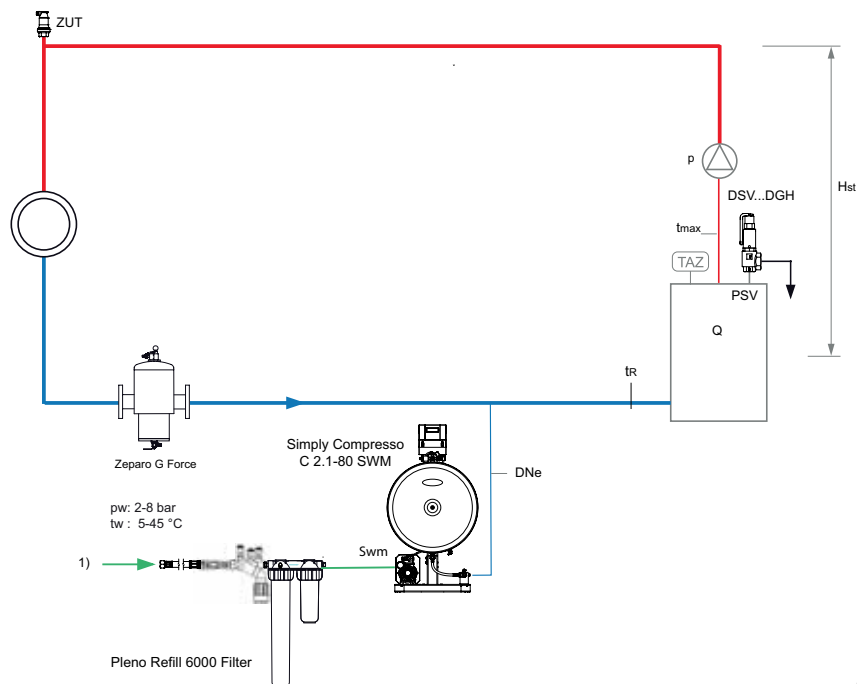 ZUT
p
Hst
DSV...DGH
tmax
TAZ
PSV
Q
tR
Zeparo G Force
Simply Compresso
C 2.1-80 SWM
DNe
pw: 2-8 bar
tw : 5-45 °C
Swm
1)
Pleno Refill 6000 Filter